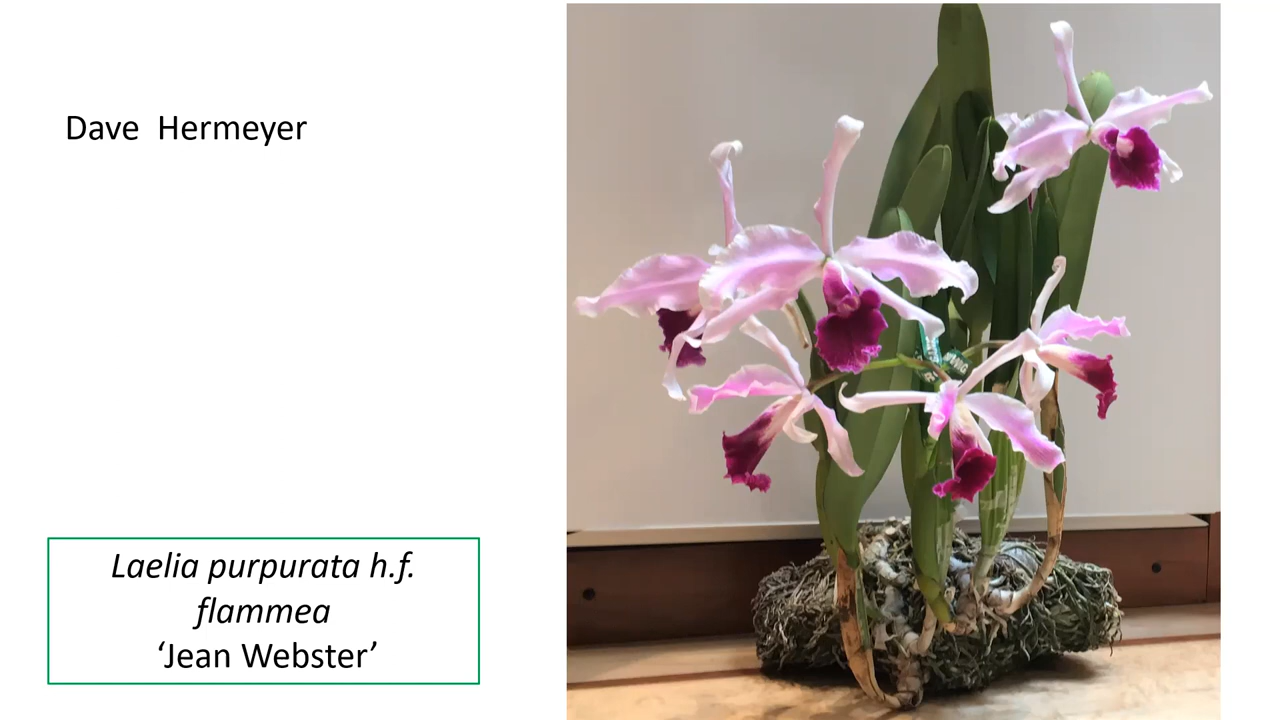 Dave  Hermeyer
Laelia purpurata h.f.
flammea
‘Jean Webster’